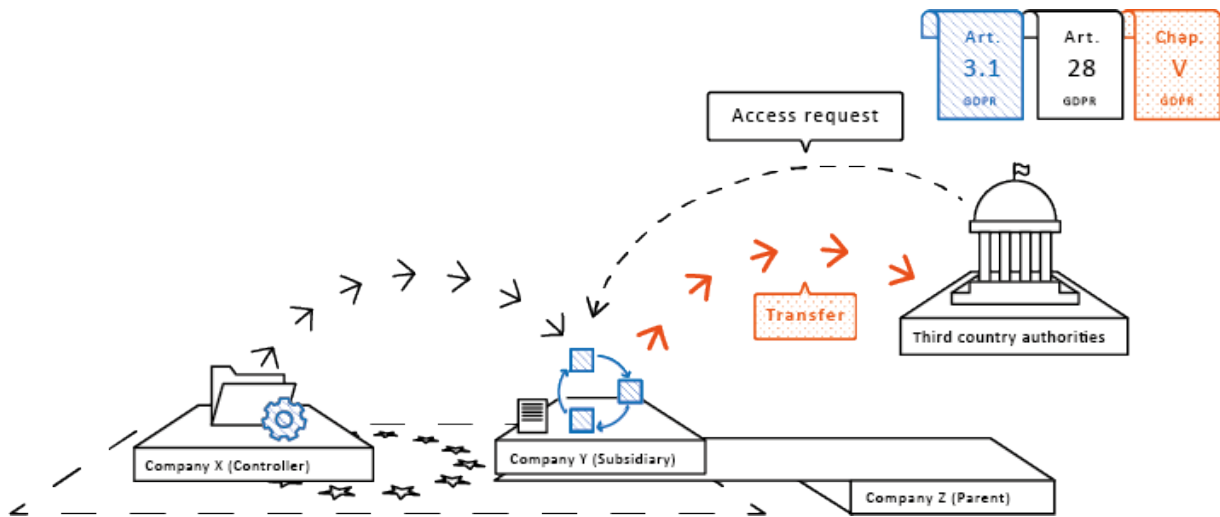 Art.
3.1
GDPR
Art.
28
GDPR
Chap.
V
GDPR
Access request
Transfer
Third country authorities
Company X (Controller)
Company Y (Subsidiary)
Company Z (Parent)